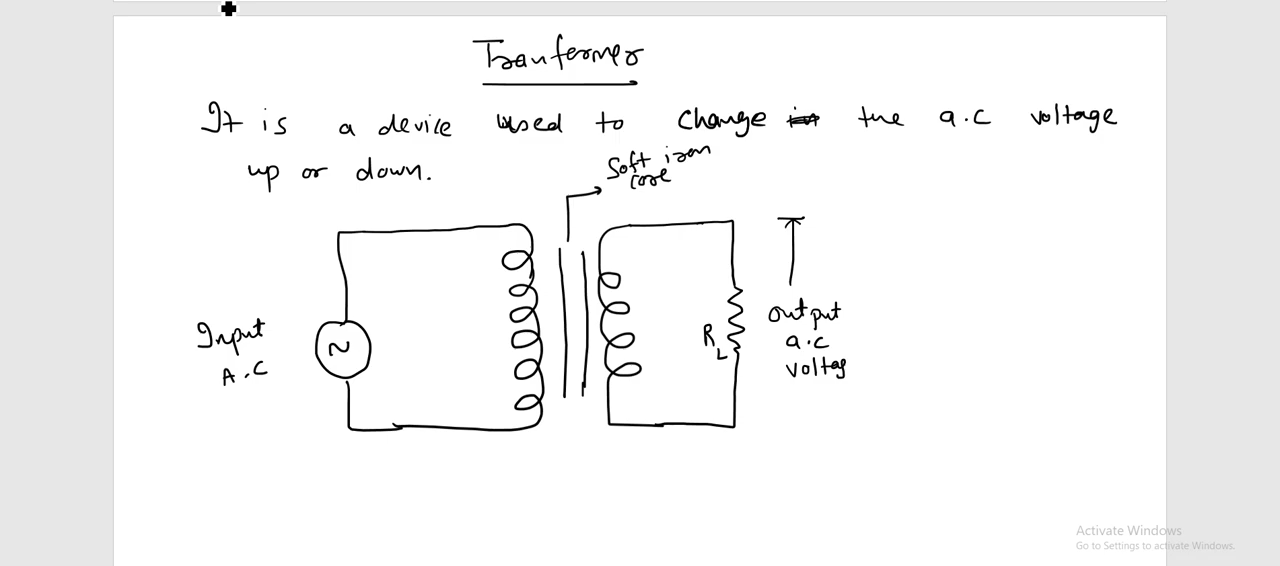 Tranformer
It is a device used to change the a.c voltage
up or down.
Soft iron
core
Input
A.C
N
RL
output
a.c
voltag
Activate Windows
Go to Settings to activate Windows.